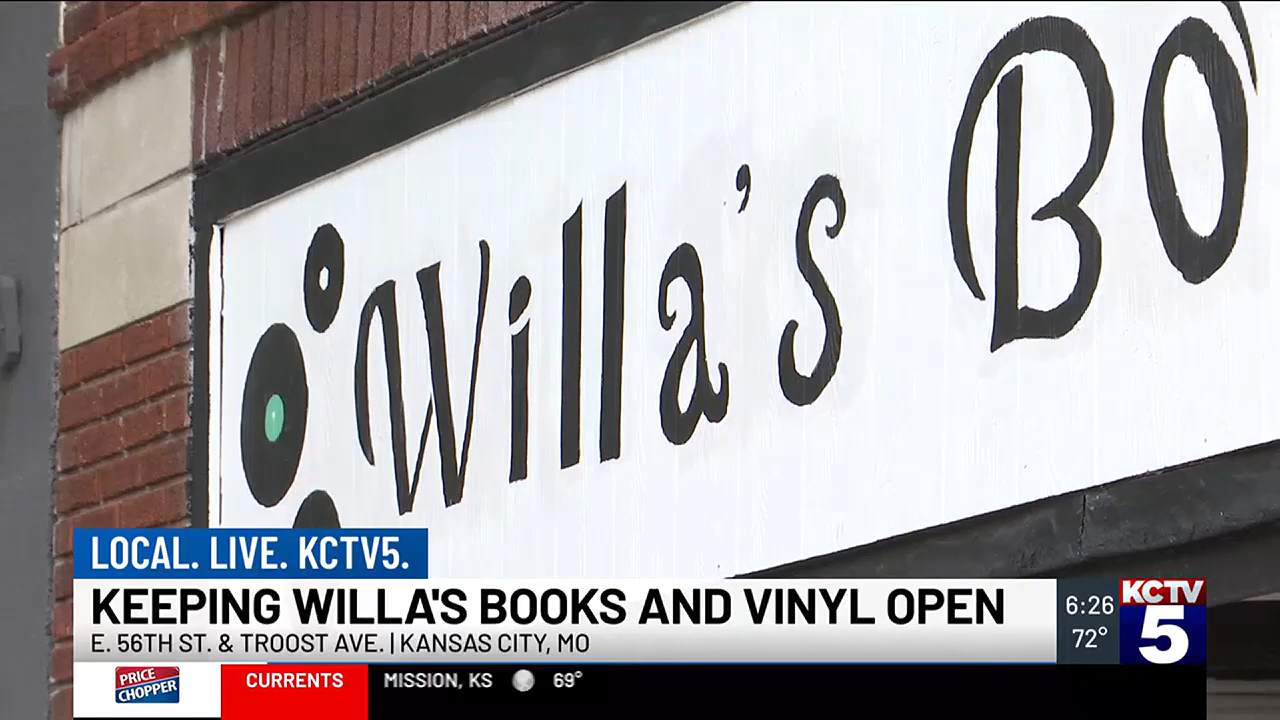 Willa's Bo
LOCAL. LIVE. KCTV5.
KEEPING WILLA'S BOOKS AND VINYL OPEN
E. 56TH ST. & TROOST AVE. | KANSAS CITY, MO
6:26
72°
KCTV
5
PRICE
CHOPPER
CURRENTS
MISSION, KS 69°